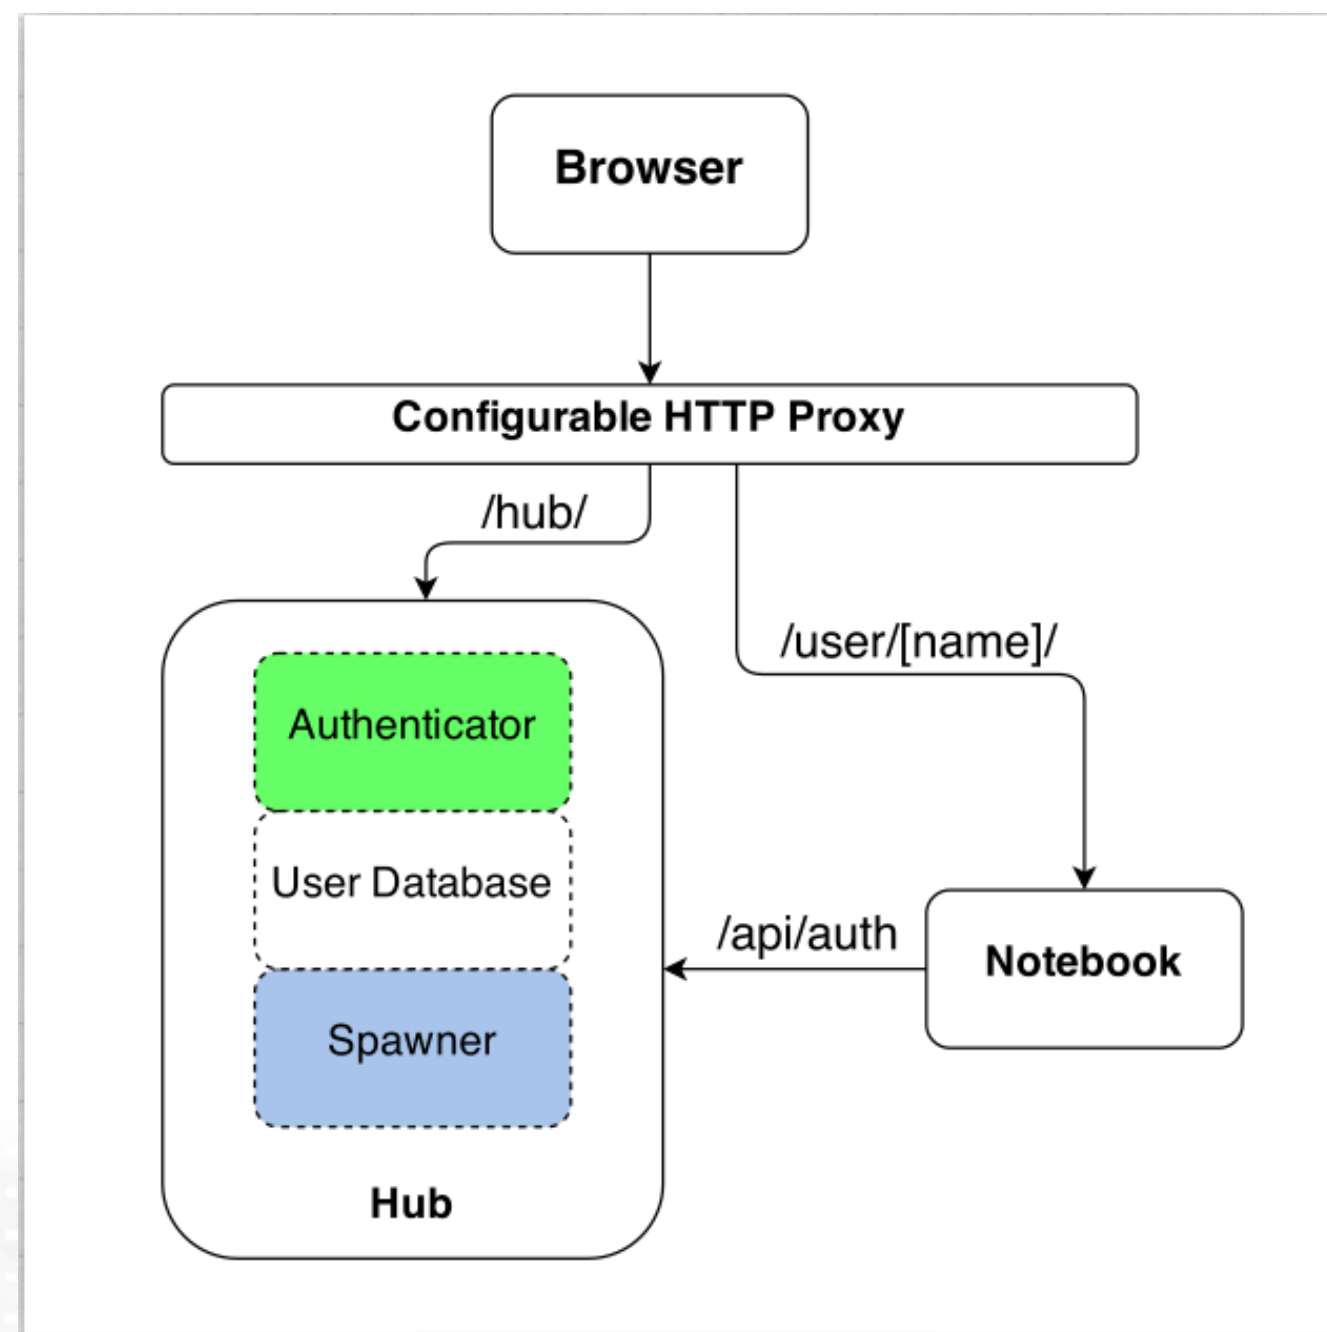 Browser
Configurable HTTP Proxy
/hub/
/user/[name]/
Authenticator
User Database
/api/auth
Notebook
Spawner
Hub